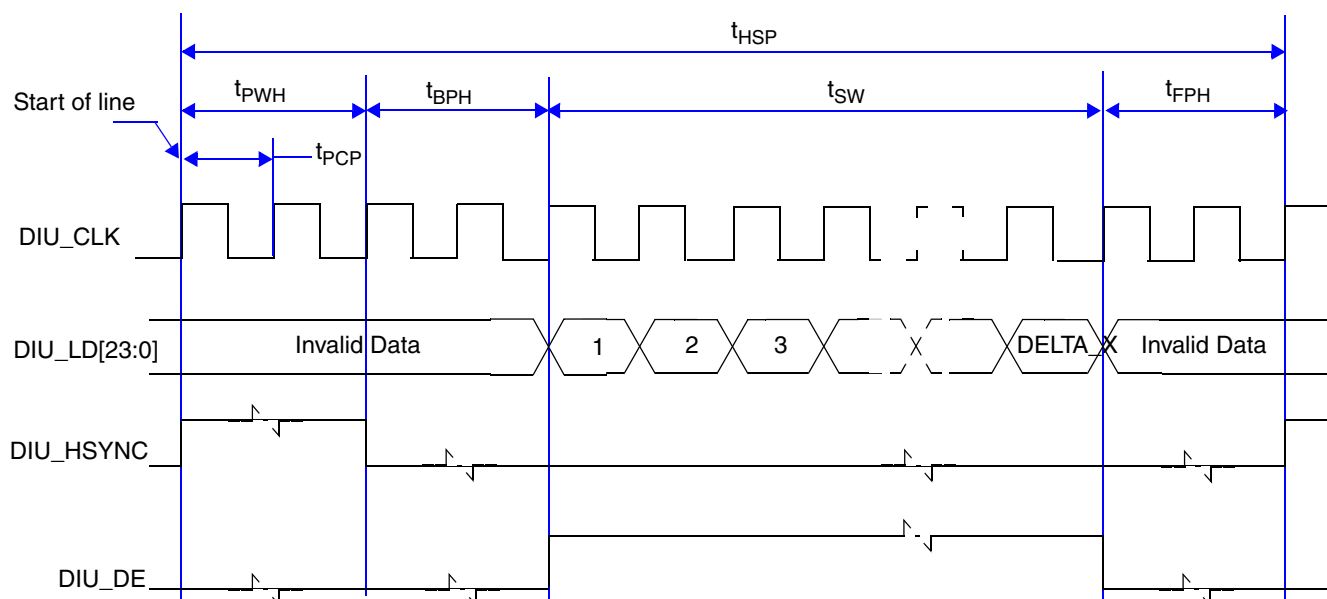 tHSP
tPWH
tBPH
tSW
tFPH
Start of line
tPCP
DIU_CLK
DIU_LD[23:0]
Invalid Data
1
2
3
DELTA_X
Invalid Data
DIU_HSYNC
DIU_DE